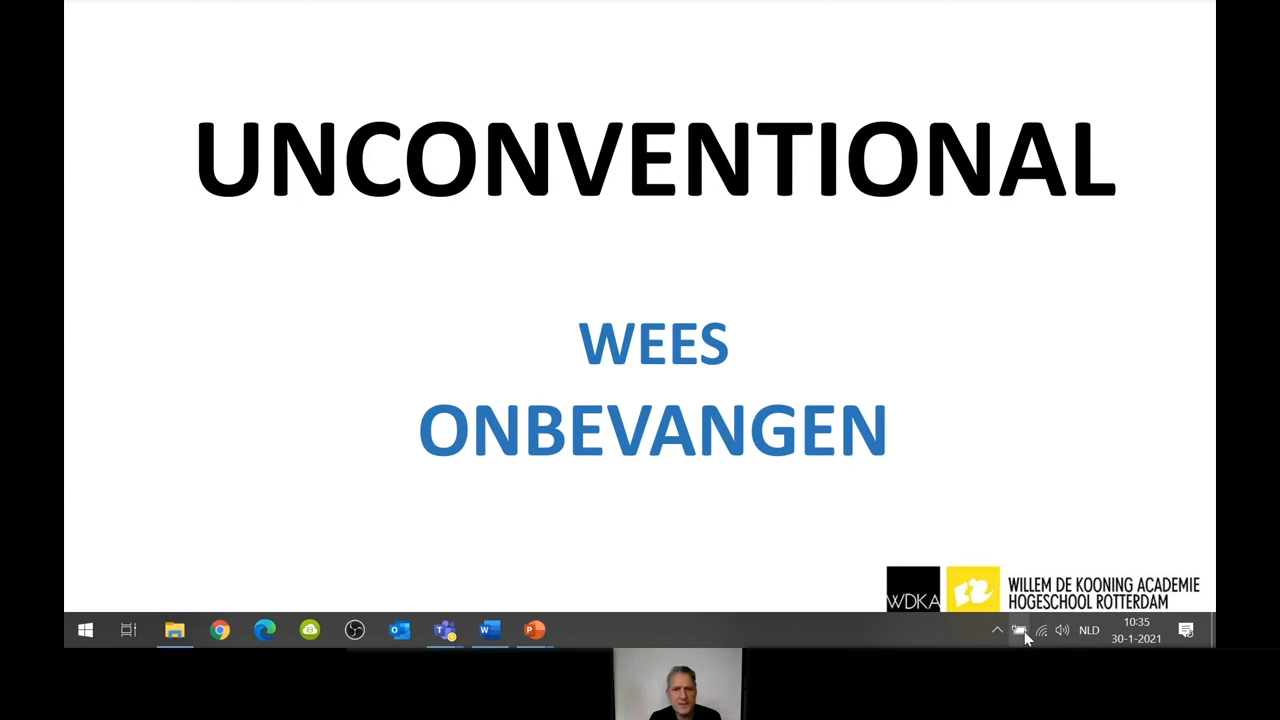 UNCONVENTIONAL
WEES
ONBEVANGEN
WDKA
WILLEM DE KOONING ACADEMIE
HOGESCHOOL ROTTERDAM
NLD
10:35
30-1-2021